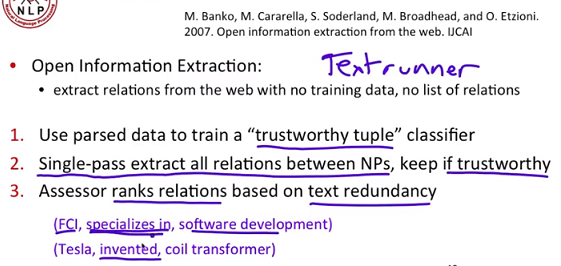 NLP
M. Banko, M. Cararella, S. Soderland, M. Broadhead, and O. Etzioni.
2007. Open information extraction from the web. IJCAI
• Open Information Extraction: Textrunner
• extract relations from the web with no training data, no list of relations
1. Use parsed data to train a “trustworthy tuple” classifier
2. Single-pass extract all relations between NPs, keep if trustworthy
3. Assessor ranks relations based on text redundancy
(FCI, specializes in, software development)
(Tesla, invented, coil transformer)